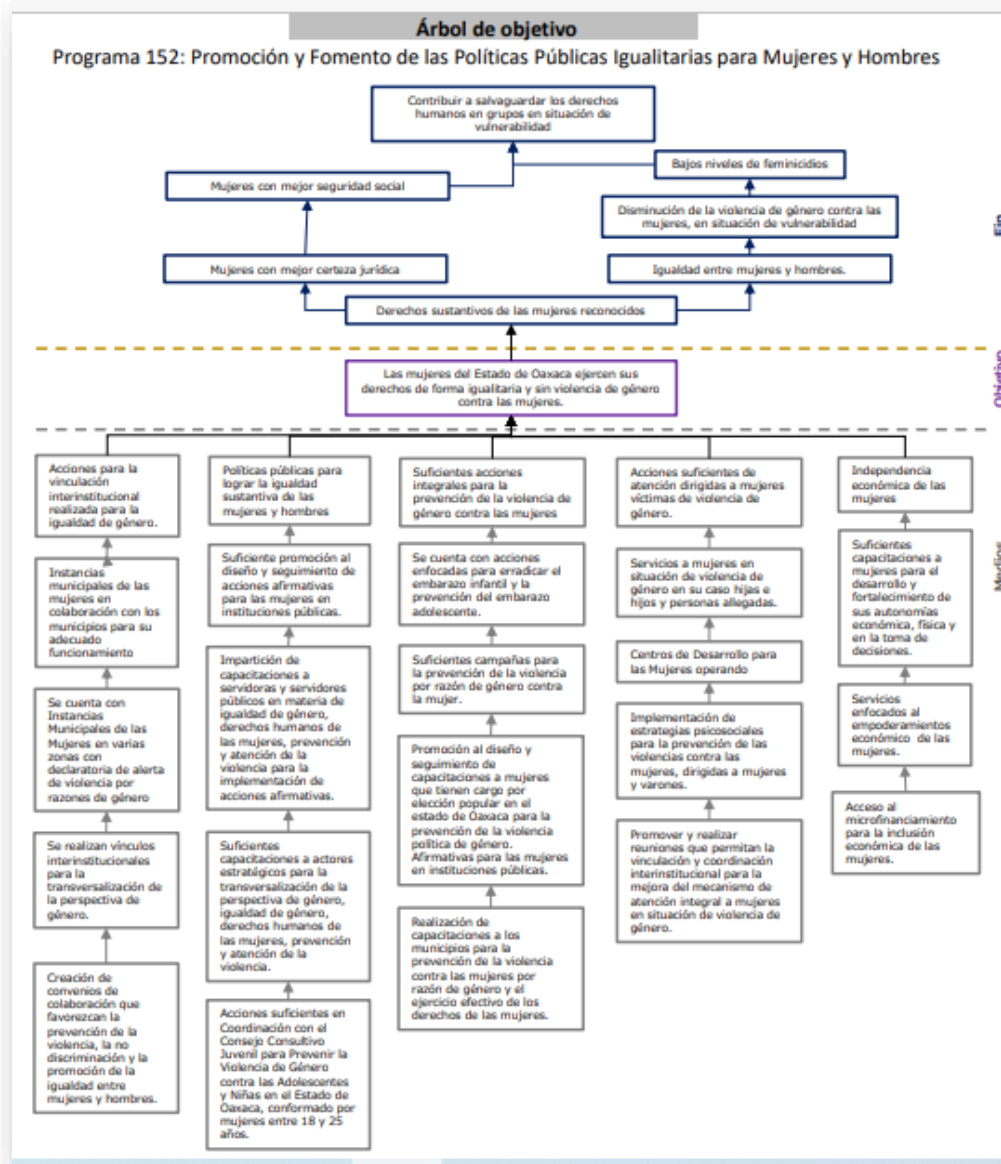 Árbol de objetivo
Programa 152: Promoción y Fomento de las Políticas Públicas Igualitarias para Mujeres y Hombres
Contribuir a salvaguardar los derechos
humanos en grupos en situación de
vulnerabilidad
Bajos niveles de feminicidios
Mujeres con mejor seguridad social
Disminución de la violencia de género contra las
mujeres, en situación de vulnerabilidad
Fin
Mujeres con mejor certeza jurídica
Igualdad entre mujeres y hombres.
Derechos sustantivos de las mujeres reconocidos
Las mujeres del Estado de Oaxaca ejercen sus
derechos de forma igualitaria y sin violencia de género
contra las mujeres.
Objetivo
Acciones para la
vinculación
interinstitucional
realizada para la
igualdad de género.
Instancias
municipales de las
mujeres en
colaboración con los
municipios para su
adecuado
funcionamiento
Se cuenta con
Instancias
Municipales de las
Mujeres en varias
zonas con
declaratoria de alerta
de violencia por
razones de género
Se realizan vínculos
interinstitucionales
para la
transversalización de
la perspectiva de
género.
Creación de
convenios de
colaboración que
favorezcan la
prevención de la
violencia, la no
discriminación y la
promoción de la
igualdad entre
mujeres y hombres.
Políticas públicas para
lograr la igualdad
sustantiva de las
mujeres y hombres
Suficiente promoción al
diseño y seguimiento de
acciones afirmativas
para las mujeres en
instituciones públicas.
Impartición de
capacitaciones a
servidoras y servidores
públicos en materia de
igualdad de género,
derechos humanos de
las mujeres, prevención
y atención de la
violencia para la
implementación de
acciones afirmativas.
Suficientes
capacitaciones a actores
estratégicos para la
transversalización de la
perspectiva de género,
igualdad de género,
derechos humanos de
las mujeres, prevención
y atención de la
violencia.
Acciones suficientes en
Coordinación con el
Consejo Consultivo
Juvenil para Prevenir la
Violencia de Género
contra las Adolescentes
y Niñas en el Estado de
Oaxaca, conformado por
mujeres entre 18 y 25
años.
Suficientes acciones
integrales para la
prevención de la violencia de
género contra las mujeres
Se cuenta con acciones
enfocadas para erradicar el
embarazo infantil y la
prevención del embarazo
adolescente.
Suficientes campañas para
la prevención de la violencia
por razón de género contra
la mujer.
Promoción al diseño y
seguimiento de
capacitaciones a mujeres
que tienen cargo por
elección popular en el
estado de Oaxaca para la
prevención de la violencia
política de género.
Afirmativas para las mujeres
en instituciones públicas.
Realización de
capacitaciones a los
municipios para la
prevención de la violencia
contra las mujeres por
razón de género y el
ejercicio efectivo de los
derechos de las mujeres.
Acciones suficientes de
atención dirigidas a mujeres
víctimas de violencia de
género.
Servicios a mujeres en
situación de violencia de
género en su caso hijas e
hijos y personas allegadas.
Centros de Desarrollo para
las Mujeres operando
Implementación de
estrategias psicosociales
para la prevención de las
violencias contra las
mujeres, dirigidas a mujeres
y varones.
Promover y realizar
reuniones que permitan la
vinculación y coordinación
interinstitucional para la
mejora del mecanismo de
atención integral a mujeres
en situación de violencia de
género.
Independencia
económica de las
mujeres
Suficientes
capacitaciones a
mujeres para el
desarrollo y
fortalecimiento de
sus autonomías
económica, física y
en la toma de
decisiones.
Servicios
enfocados al
empoderamientos
económico de las
mujeres.
Acceso al
microfinanciamiento
para la inclusión
económica de las
mujeres.
Medios